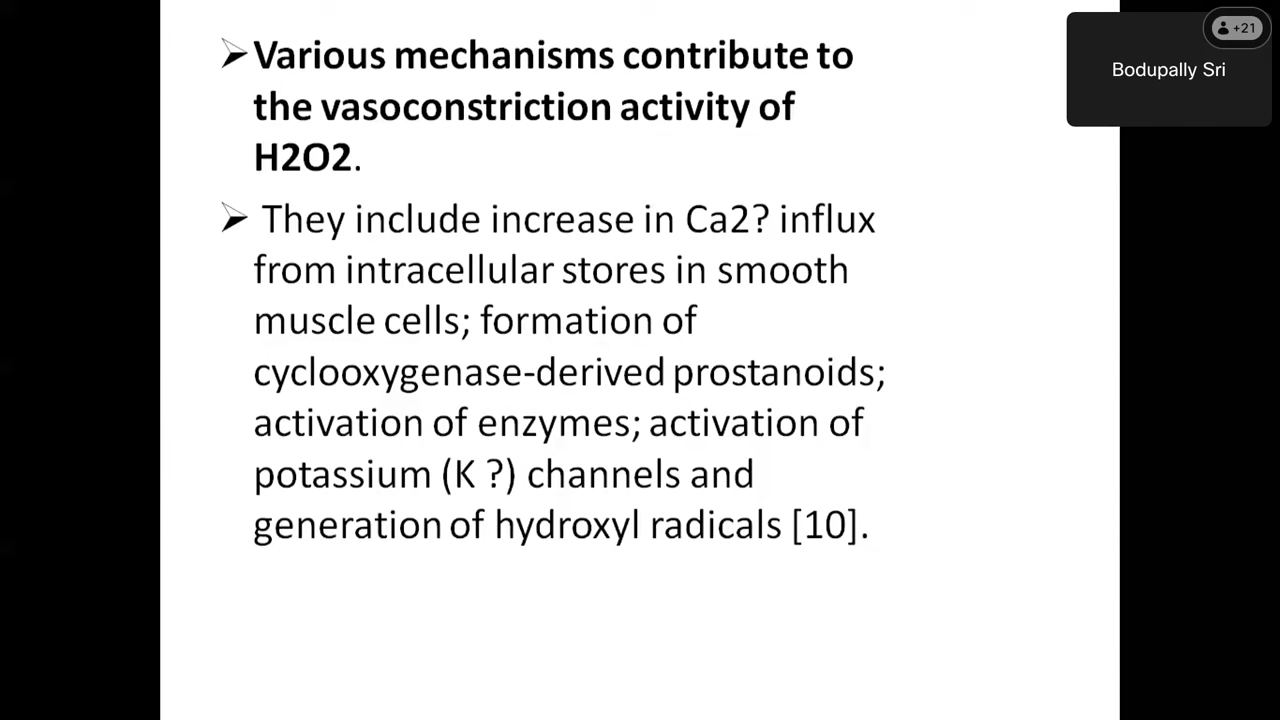 +21
Bodupally Sri
➢Various mechanisms contribute to
the vasoconstriction activity of
H2O2.
➢ They include increase in Ca2? influx
from intracellular stores in smooth
muscle cells; formation of
cyclooxygenase-derived prostanoids;
activation of enzymes; activation of
potassium (K ?) channels and
generation of hydroxyl radicals [10].